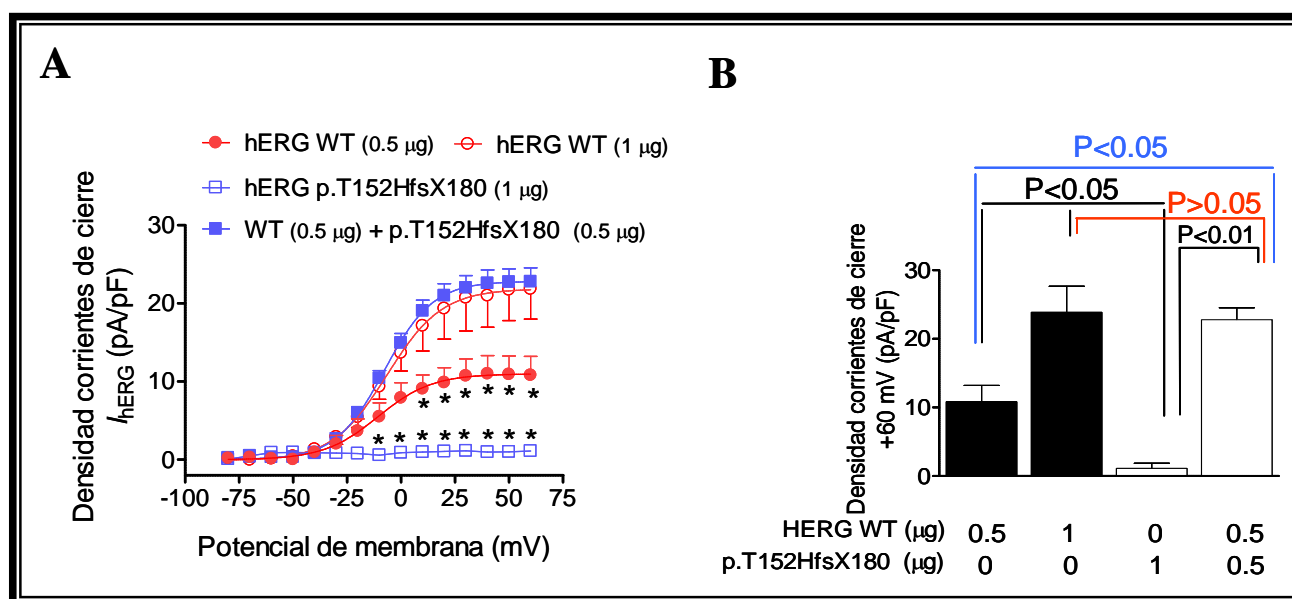 A
hERG WT (0.5 μg) hERG WT (1 μg)
hERG p.T152HfsX180 (1 μg)
WT (0.5 μg) + p.T152HfsX180 (0.5 μg)
Densidad corrientes de cierre
IhERG (pA/pF)
30
20
10
0
* * * * * *
* * * * * * * *
-100 -75 -50 -25 0 25 50 75
Potencial de membrana (mV)
B
P<0.05
P<0.05
P>0.05
P<0.01
Densidad corrientes de cierre
+60 mV (pA/pF)
30
20
10
0
HERG WT (μg) 0.5 1 0 0.5
p.T152HfsX180 (μg) 0 0 1 0.5